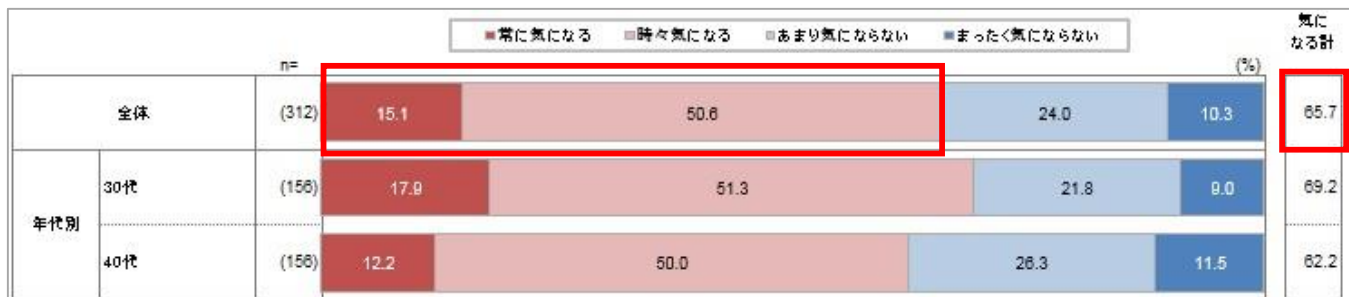 ■常に気になる ■時々気になる ■あまり気にならない ■まったく気にならない
気に
なる計
n=
(%)
全体 (312) 15.1 50.6 24.0 10.3 65.7
年代別
30代 (156) 17.9 51.3 21.8 9.0 69.2
40代 (156) 12.2 50.0 26.3 11.5 62.2